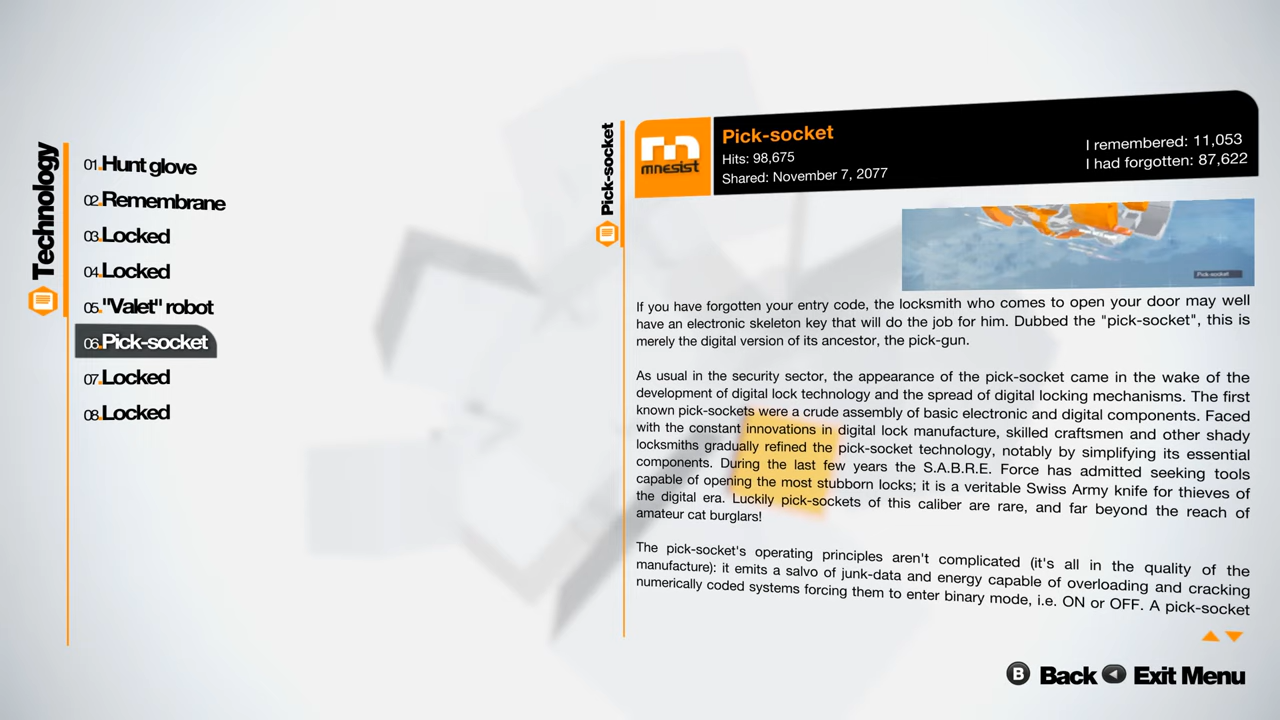 Technology
01.Hunt glove
02.Remembrane
03.Locked
04.Locked
05."Valet" robot
06.Pick-socket
07.Locked
08.Locked
Pick-socket
mnesist
Pick-socket
Hits: 98,675
Shared: November 7, 2077
I remembered: 11,053
I had forgotten: 87,622
Pick-socket
If you have forgotten your entry code, the locksmith who comes to open your door may well
have an electronic skeleton key that will do the job for him. Dubbed the "pick-socket", this is
merely the digital version of its ancestor, the pick-gun.
As usual in the security sector, the appearance of the pick-socket came in the wake of the
development of digital lock technology and the spread of digital locking mechanisms. The first
known pick-sockets were a crude assembly of basic electronic and digital components. Faced
with the constant innovations in digital lock manufacture, skilled craftsmen and other shady
locksmiths gradually refined the pick-socket technology, notably by simplifying its essential
components. During the last few years the S.A.B.R.E. Force has admitted seeking tools
capable of opening the most stubborn locks; it is a veritable Swiss Army knife for thieves of
the digital era. Luckily pick-sockets of this caliber are rare, and far beyond the reach of
amateur cat burglars!
The pick-socket's operating principles aren't complicated (it's all in the quality of the
manufacture): it emits a salvo of junk-data and energy capable of overloading and cracking
numerically coded systems forcing them to enter binary mode, i.e. ON or OFF. A pick-socket
B Back Exit Menu